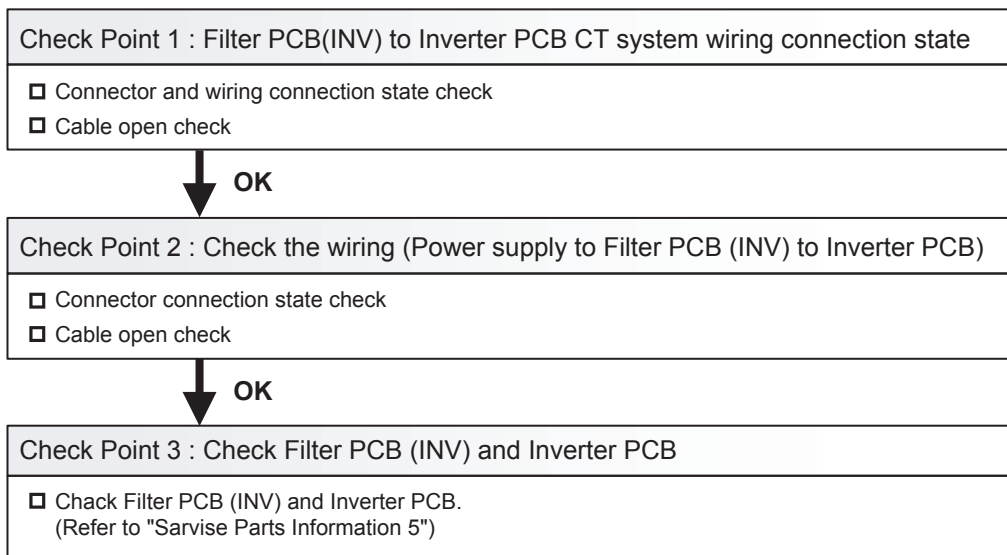 Check Point 1 : Filter PCB(INV) to Inverter PCB CT system wiring connection state
Connector and wiring connection state check
Cable open check
OK
Check Point 2 : Check the wiring (Power supply to Filter PCB (INV) to Inverter PCB)
Connector connection state check
Cable open check
OK
Check Point 3 : Check Filter PCB (INV) and Inverter PCB
Chack Filter PCB (INV) and Inverter PCB.
(Refer to "Sarvise Parts Information 5")